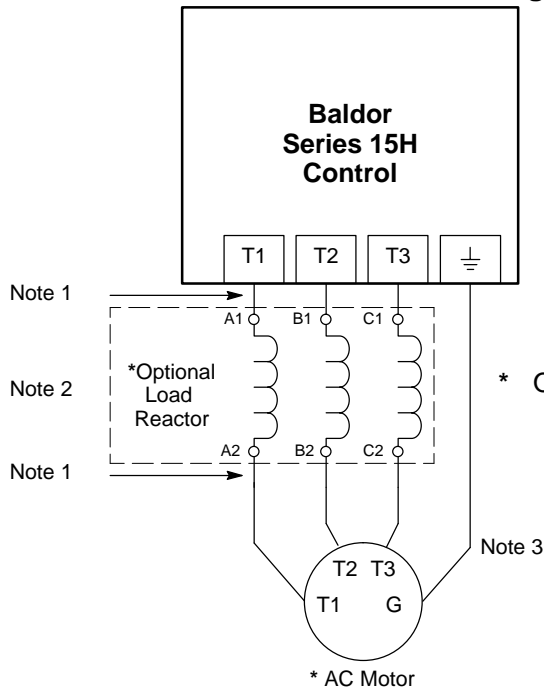 Baldor
Series 15H
Control
T1 T2 T3
Note 1
A1 B1 C1
Note 2
*Optional
Load
Reactor
*
A2 B2 C2
Note 1
Note 3
T2 T3
T1 G
* AC Motor